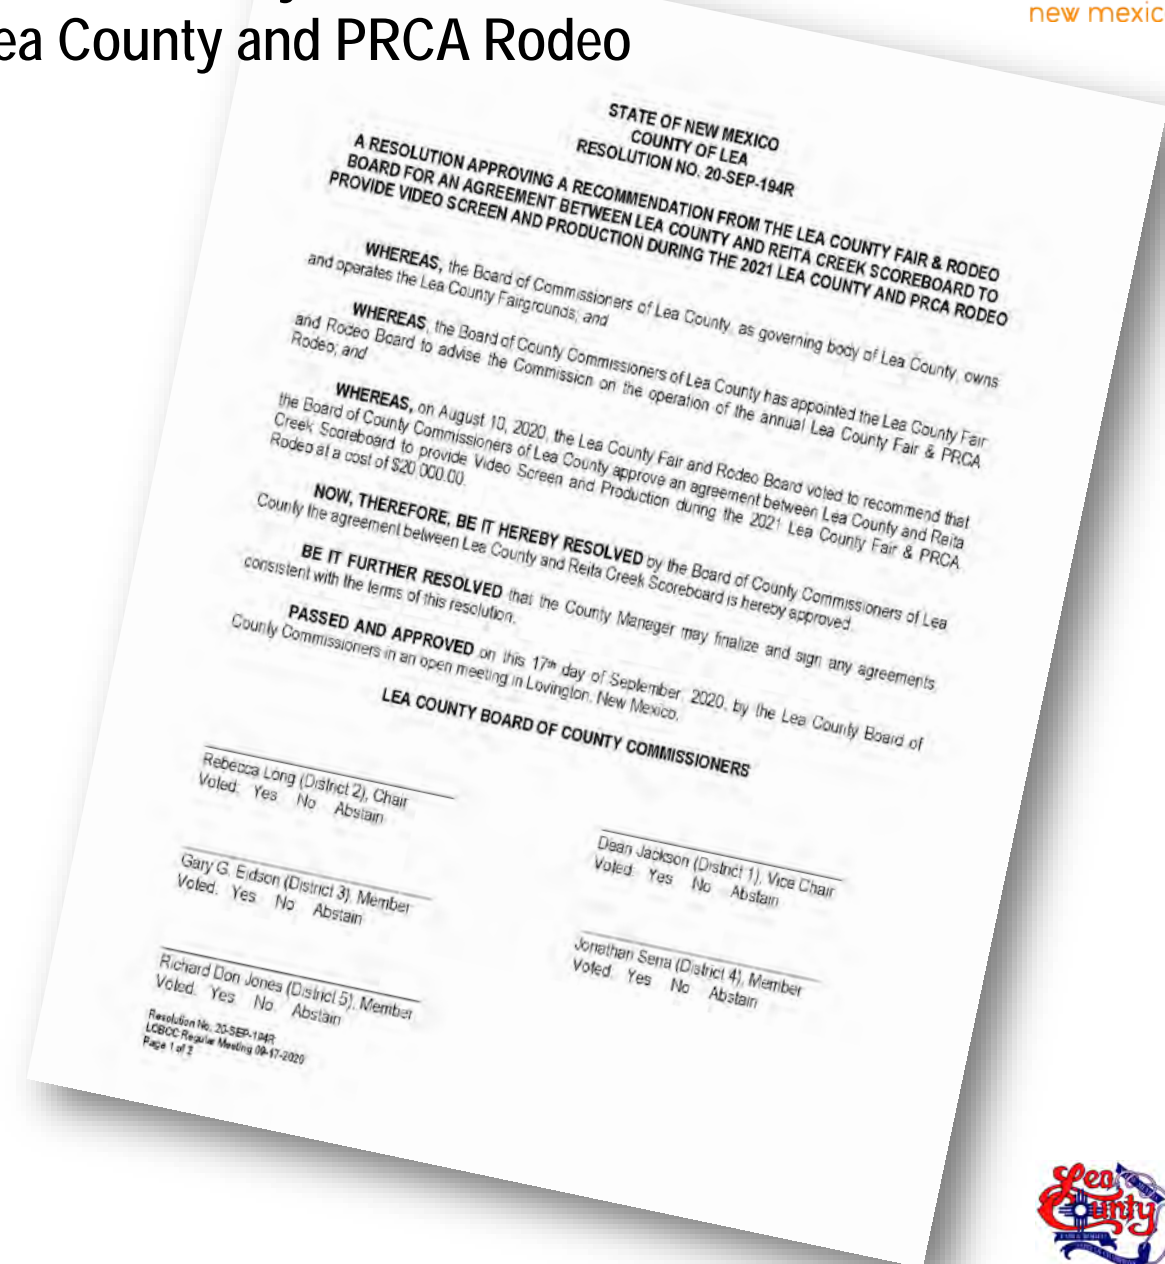 new mexic
ea County and PRCA Rodeo
STATE OF NEW MEXICO
COUNTY OF LEA
RESOLUTION NO. 20-SEP-194R
A RESOLUTION APPROVING A RECOMMENDATION FROM THE LEA COUNTY FAIR & RODEO
BOARD FOR AN AGREEMENT BETWEEN LEA COUNTY AND REITA CREEK SCOREBOARD TO
PROVIDE VIDEO SCREEN AND PRODUCTION DURING THE 2021 LEA COUNTY AND PRCA RODEO
WHEREAS, the Board of Commissioners of Lea County, as governing body of Lea County, owns
and operates the Lea County Fairgrounds; and
WHEREAS, the Board of County Commissioners of Lea County has appointed the Lea County Fair
and Rodeo Board to advise the Commission on the operation of the annual Lea County Fair & PRCA
Rodeo; and
WHEREAS, on August 10, 2020, the Lea County Fair and Rodeo Board voted to recommend that
the Board of County Commissioners of Lea County approve an agreement between Lea County and Reita
Creek Scoreboard to provide Video Screen and Production during the 2021 Lea County Fair & PRCA
Rodeo at a cost of $20,000.00.
NOW, THEREFORE, BE IT HEREBY RESOLVED by the Board of County Commissioners of Lea
County the agreement between Lea County and Reita Creek Scoreboard is hereby approved.
BE IT FURTHER RESOLVED that the County Manager may finalize and sign any agreements
consistent with the terms of this resolution.
PASSED AND APPROVED on this 17th day of September, 2020, by the Lea County Board of
County Commissioners in an open meeting in Lovington, New Mexico.
LEA COUNTY BOARD OF COUNTY COMMISSIONERS
Rebecca Long (District 2), Chair
Voted: Yes No Abstain
Dean Jackson (District 1), Vice Chair
Voted: Yes No Abstain
Gary G. Eidson (District 3), Member
Voted: Yes No Abstain
Jonathan Sena (District 4), Member
Voted: Yes No Abstain
Richard Don Jones (District 5), Member
Voted: Yes No Abstain
Resolution No. 20-SEP-194R
LCBCC Regular Meeting 09-17-2020
Page 1 of 2
Lea
County